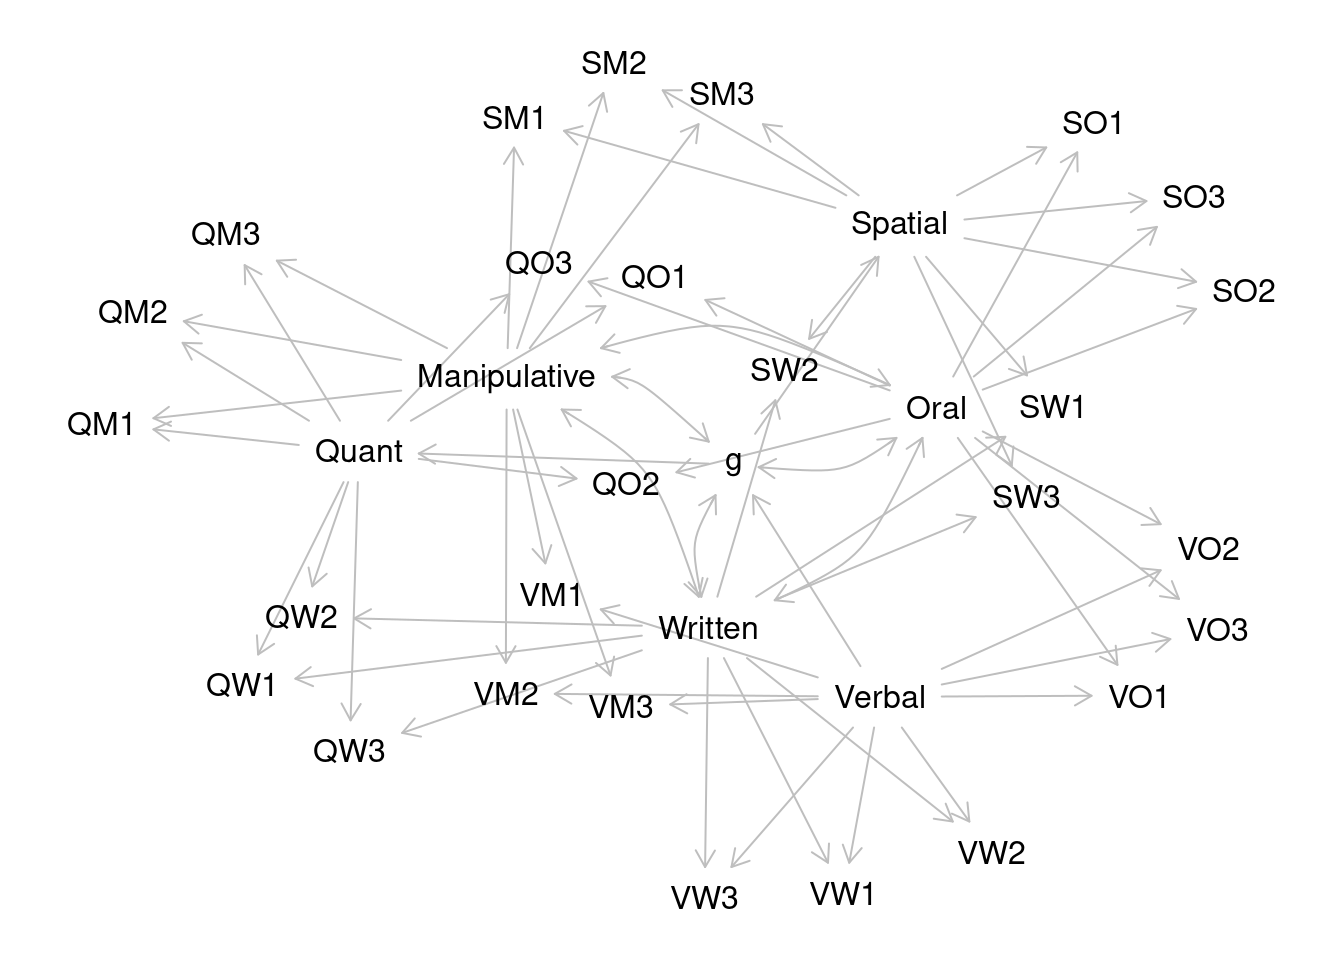 SM2
SM3
SM1
SO1
SO3
Spatial
QM3
QO3
QO1
SO2
QM2
SW2
Manipulative
Oral
SW1
QM1
Quant
g
QO2
SW3
VO2
VM1
QW2
Written
VO3
QW1
VM2
VM3
Verbal
VO1
QW3
VW2
VW3
VW1